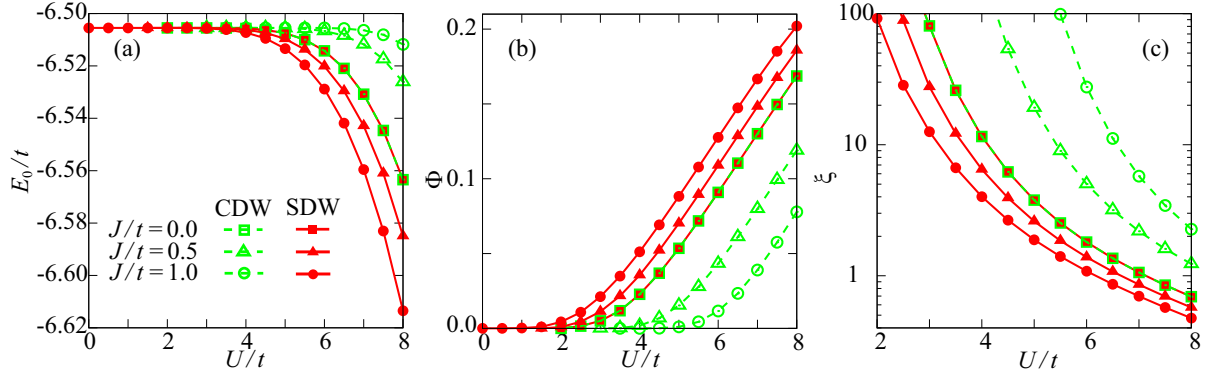 -6.50
-6.52
-6.54
-6.56
-6.58
-6.60
-6.62
E₀/t
(a)
CDW SDW
J/t=0.0
J/t=0.5
J/t=1.0
0 2 4 6 8
U/t
0.2
0.1
0.0
Φ
(b)
0 2 4 6 8
U/t
100
10
1
ξ
(c)
2 4 6 8
U/t